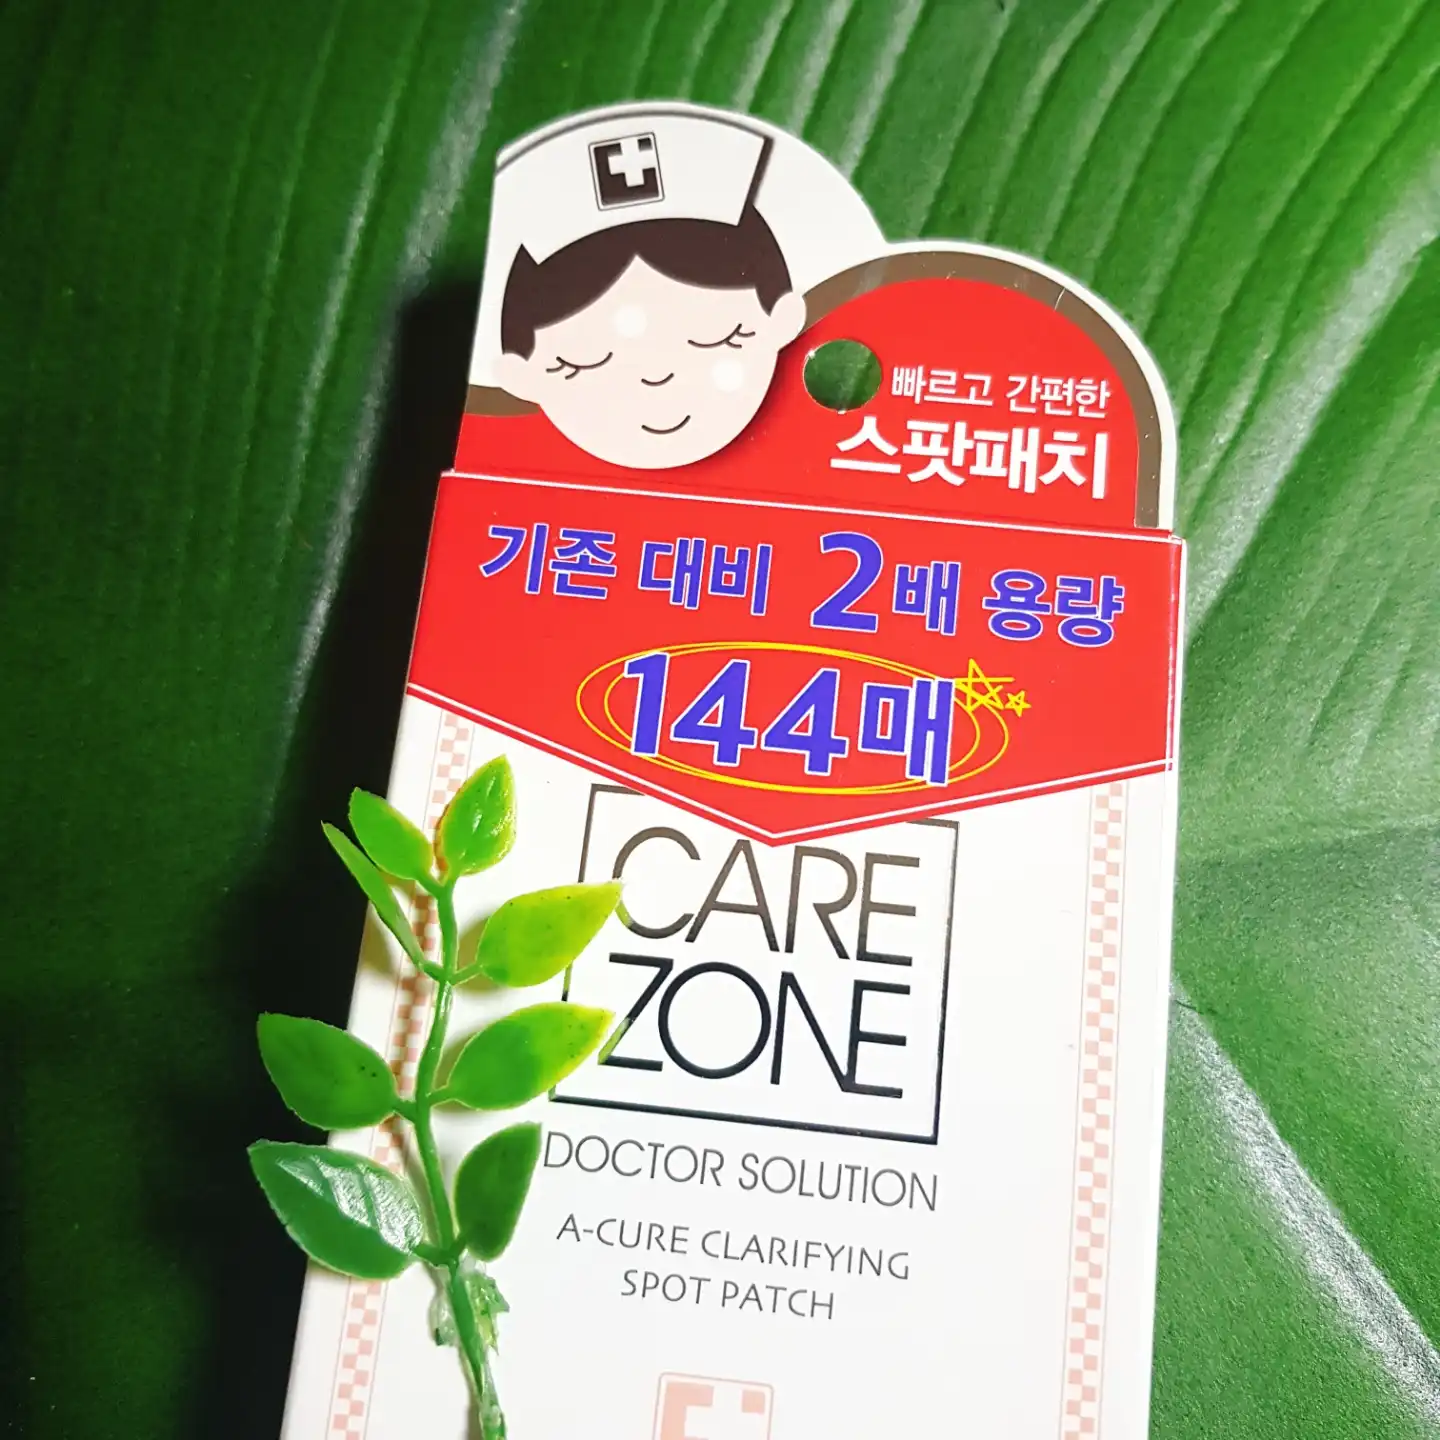 빠르고 간편한
스팟패치
기존 대비 2배 용량
144매
CARE
ZONE
DOCTOR SOLUTION
A-CURE CLARIFYING
SPOT PATCH